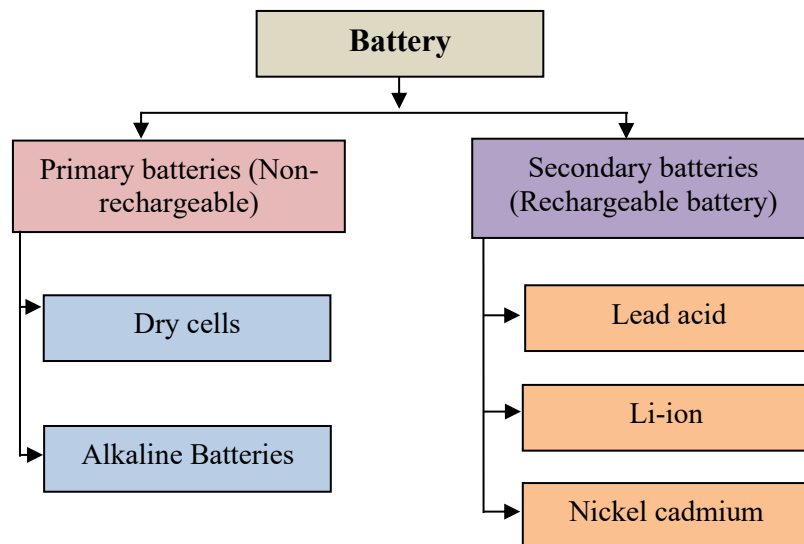 Battery
Primary batteries (Non-
rechargeable)
Dry cells
Alkaline Batteries
Secondary batteries
(Rechargeable battery)
Lead acid
Li-ion
Nickel cadmium